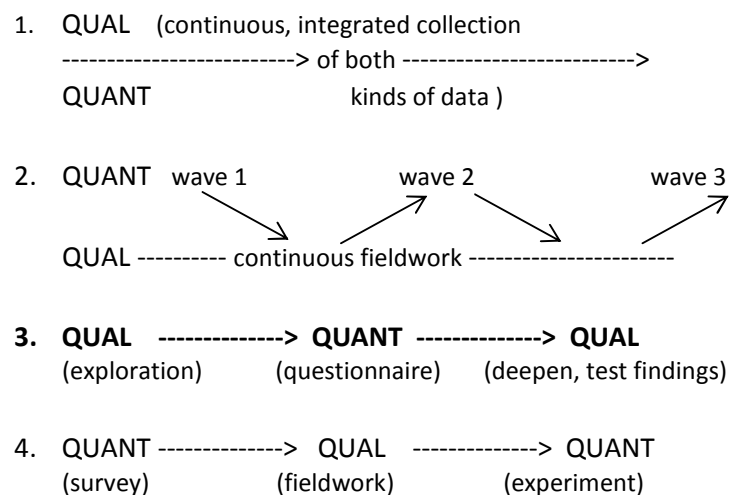 1. QUAL (continuous, integrated collection
--------------------------> of both -------------------------->
QUANT kinds of data )
2. QUANT wave 1 wave 2 wave 3
QUAL ---------- continuous fieldwork -----------------------
3. QUAL --------------> QUANT --------------> QUAL
(exploration) (questionnaire) (deepen, test findings)
4. QUANT --------------> QUAL --------------> QUANT
(survey) (fieldwork) (experiment)